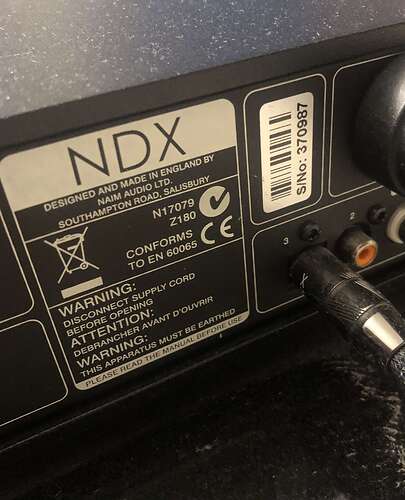 NDX
DESIGNED AND MADE IN ENGLAND BY
NAIM AUDIO LTD.
SOUTHAMPTON ROAD, SALISBURY
N17079
Z180
CONFORMS
TO EN 60065
CE
WARNING:
DISCONNECT SUPPLY CORD
BEFORE OPENING
ATTENTION:
DEBRANCHER AVANT D'OUVRIR
WARNING:
THIS APPARATUS MUST BE EARTHED
PLEASE READ THE MANUAL BEFORE USE
S/No: 370987
3
2